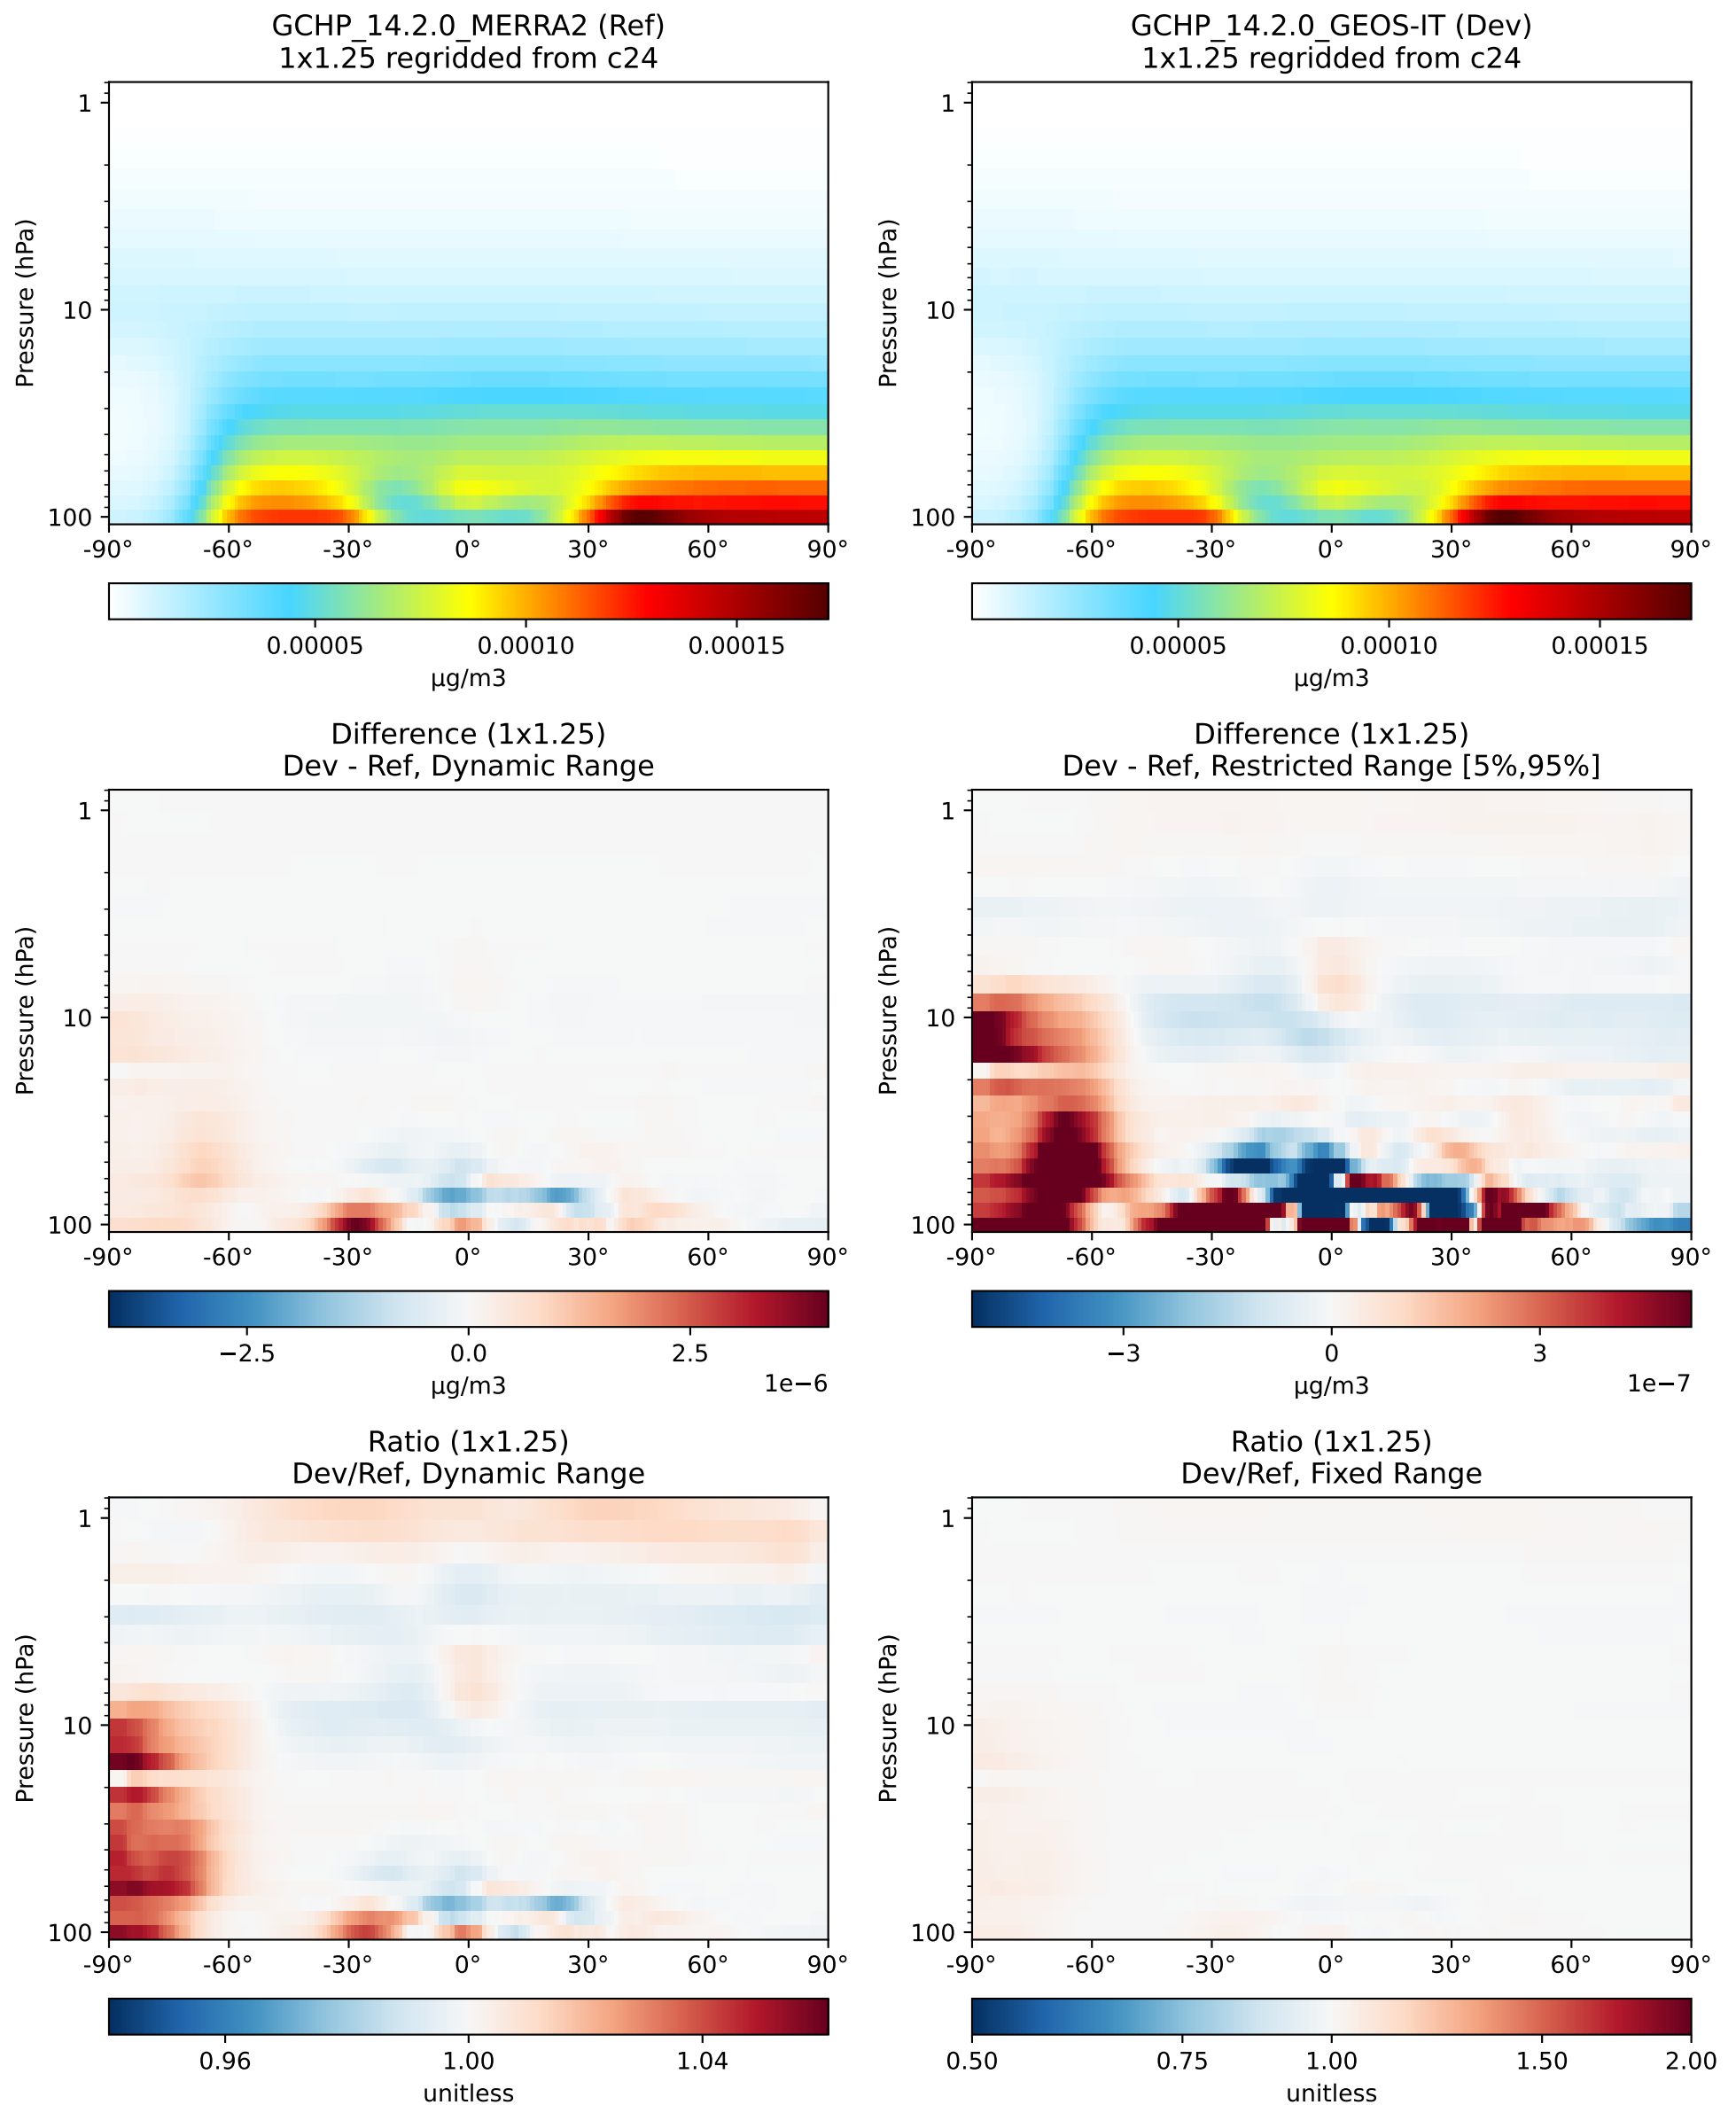 GCHP_14.2.0_MERRA2 (Ref)
1x1.25 regridded from c24
Pressure (hPa)
1
10
100
-90° -60° -30° 0° 30° 60° 90°
0.00005 0.00010 0.00015
µg/m3
GCHP_14.2.0_GEOS-IT (Dev)
1x1.25 regridded from c24
Pressure (hPa)
1
10
100
-90° -60° -30° 0° 30° 60° 90°
0.00005 0.00010 0.00015
µg/m3
Difference (1x1.25)
Dev - Ref, Dynamic Range
Pressure (hPa)
1
10
100
-90° -60° -30° 0° 30° 60° 90°
−2.5 0.0 2.5
µg/m3
1e−6
Difference (1x1.25)
Dev - Ref, Restricted Range [5%,95%]
Pressure (hPa)
1
10
100
-90° -60° -30° 0° 30° 60° 90°
−3 0 3
µg/m3
1e−7
Ratio (1x1.25)
Dev/Ref, Dynamic Range
Pressure (hPa)
1
10
100
-90° -60° -30° 0° 30° 60° 90°
0.96 1.00 1.04
unitless
Ratio (1x1.25)
Dev/Ref, Fixed Range
Pressure (hPa)
1
10
100
-90° -60° -30° 0° 30° 60° 90°
0.50 0.75 1.00 1.50 2.00
unitless